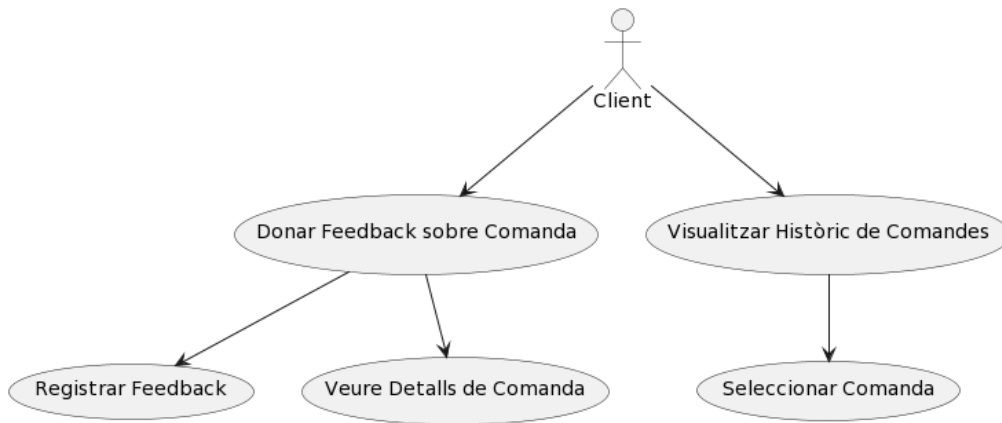 Client
Donar Feedback sobre Comanda
Visualitzar Històric de Comandes
Registrar Feedback
Veure Detalls de Comanda
Seleccionar Comanda